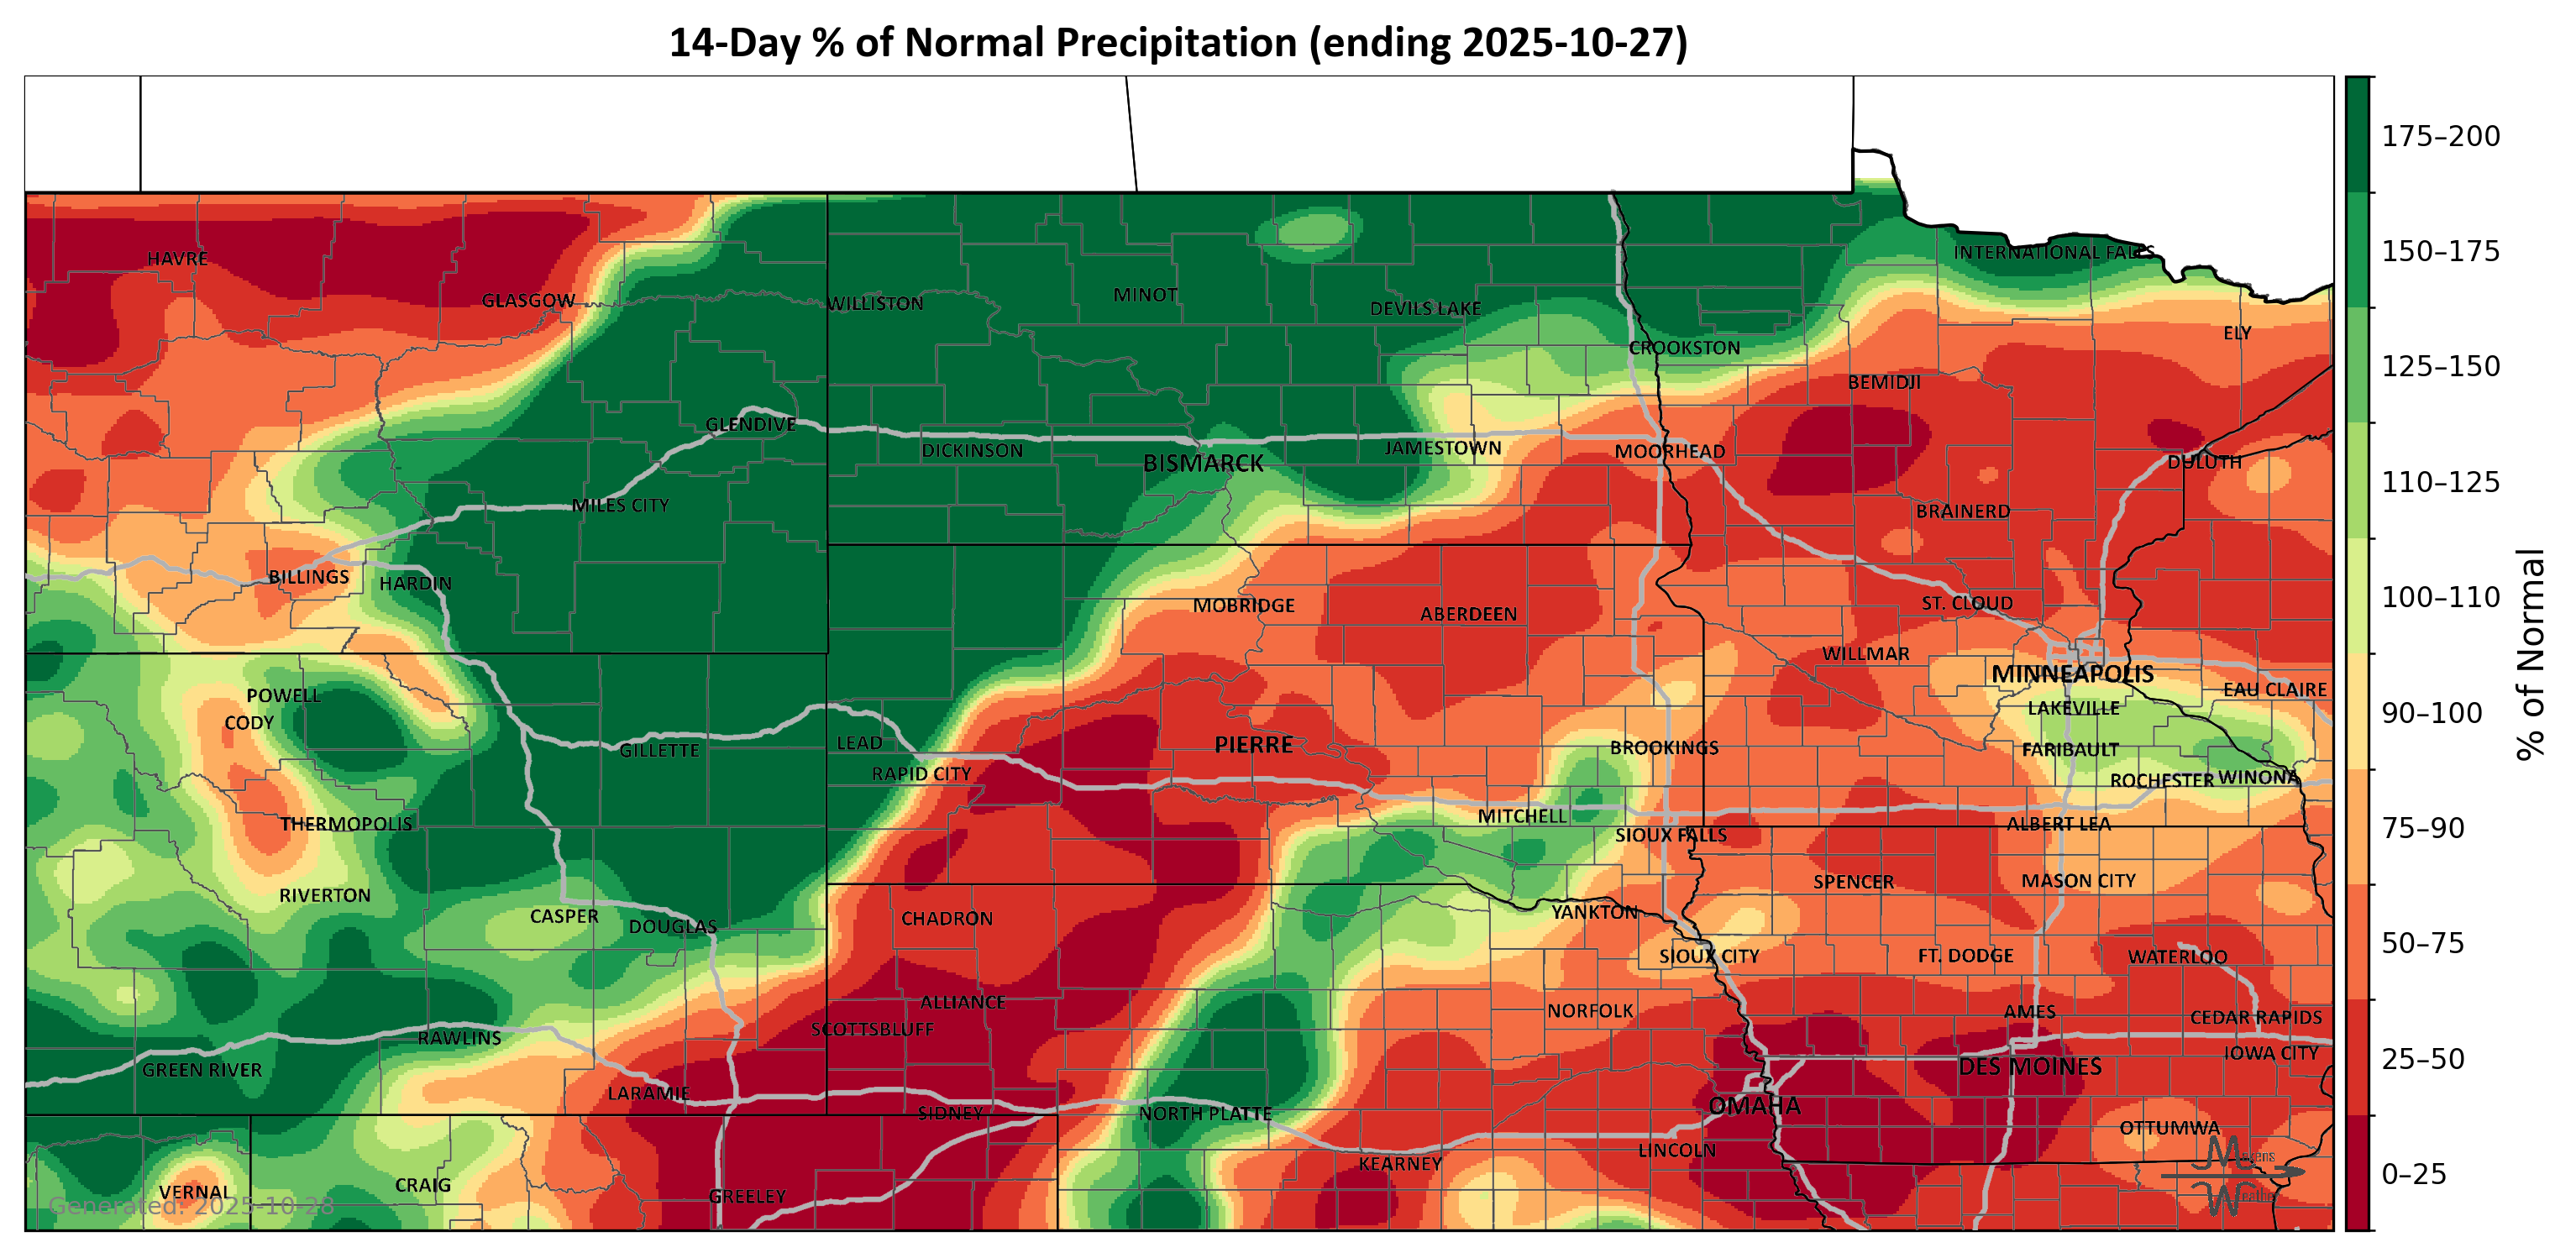 14-Day % of Normal Precipitation (ending 2025-10-27)
175–200
150–175
125–150
110–125
100–110
90–100
75–90
50–75
25–50
0–25
% of Normal
INTERNATIONAL FALLS
HAVRE
GLASGOW
WILLISTON
MINOT
DEVILS LAKE
ELY
CROOKSTON
BEMIDJI
GLENDIVE
DICKINSON
BISMARCK
JAMESTOWN
MOORHEAD
DULUTH
MILES CITY
BRAINERD
BILLINGS
HARDIN
MOBRIDGE
ABERDEEN
ST. CLOUD
WILLMAR
MINNEAPOLIS
EAU CLAIRE
POWELL
CODY
LAKEVILLE
GILLETTE
LEAD
PIERRE
BROOKINGS
FARIBAULT
RAPID CITY
ROCHESTER
WINONA
THERMOPOLIS
MITCHELL
SIOUX FALLS
ALBERT LEA
RIVERTON
SPENCER
MASON CITY
CASPER
DOUGLAS
CHADRON
YANKTON
SIOUX CITY
FT. DODGE
WATERLOO
ALLIANCE
NORFOLK
AMES
CEDAR RAPIDS
SCOTTSBLUFF
RAWLINS
IOWA CITY
GREEN RIVER
DES MOINES
LARAMIE
SIDNEY
NORTH PLATTE
OMAHA
OTTUMWA
LINCOLN
KEARNEY
CRAIG
VERNAL
GREELEY
Generated: 2025-10-28
Mavens
Weather